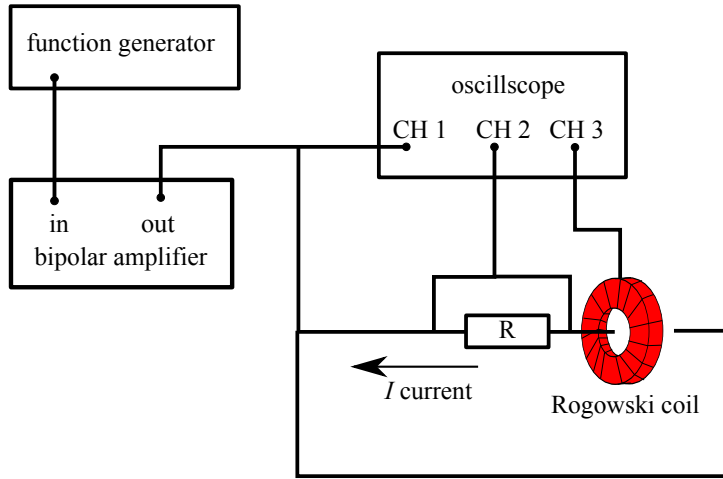 function generator
oscillscope
CH 1 CH 2 CH 3
in out
bipolar amplifier
R
I current
Rogowski coil